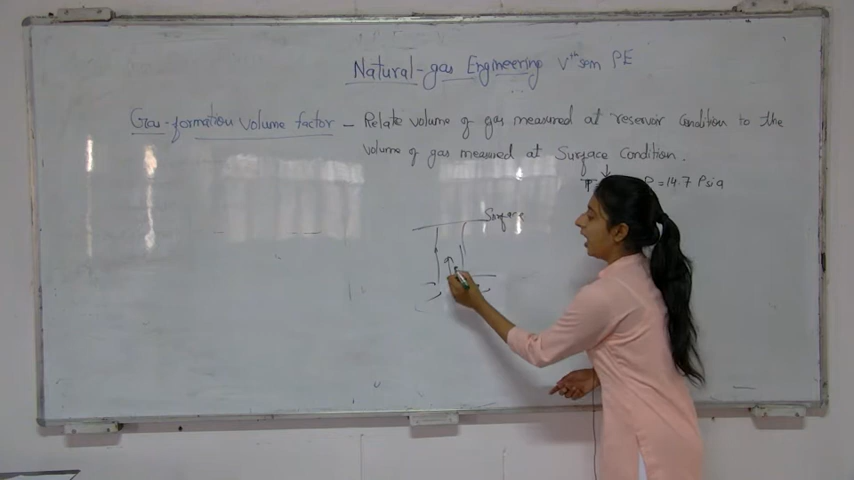 Natural-gas Engineering Vth sem PE
Gas-formation volume factor - Relate volume of gas measured at reservoir condition to the
volume of gas measured at Surface condition.
P = 14.7 Psia
Surface